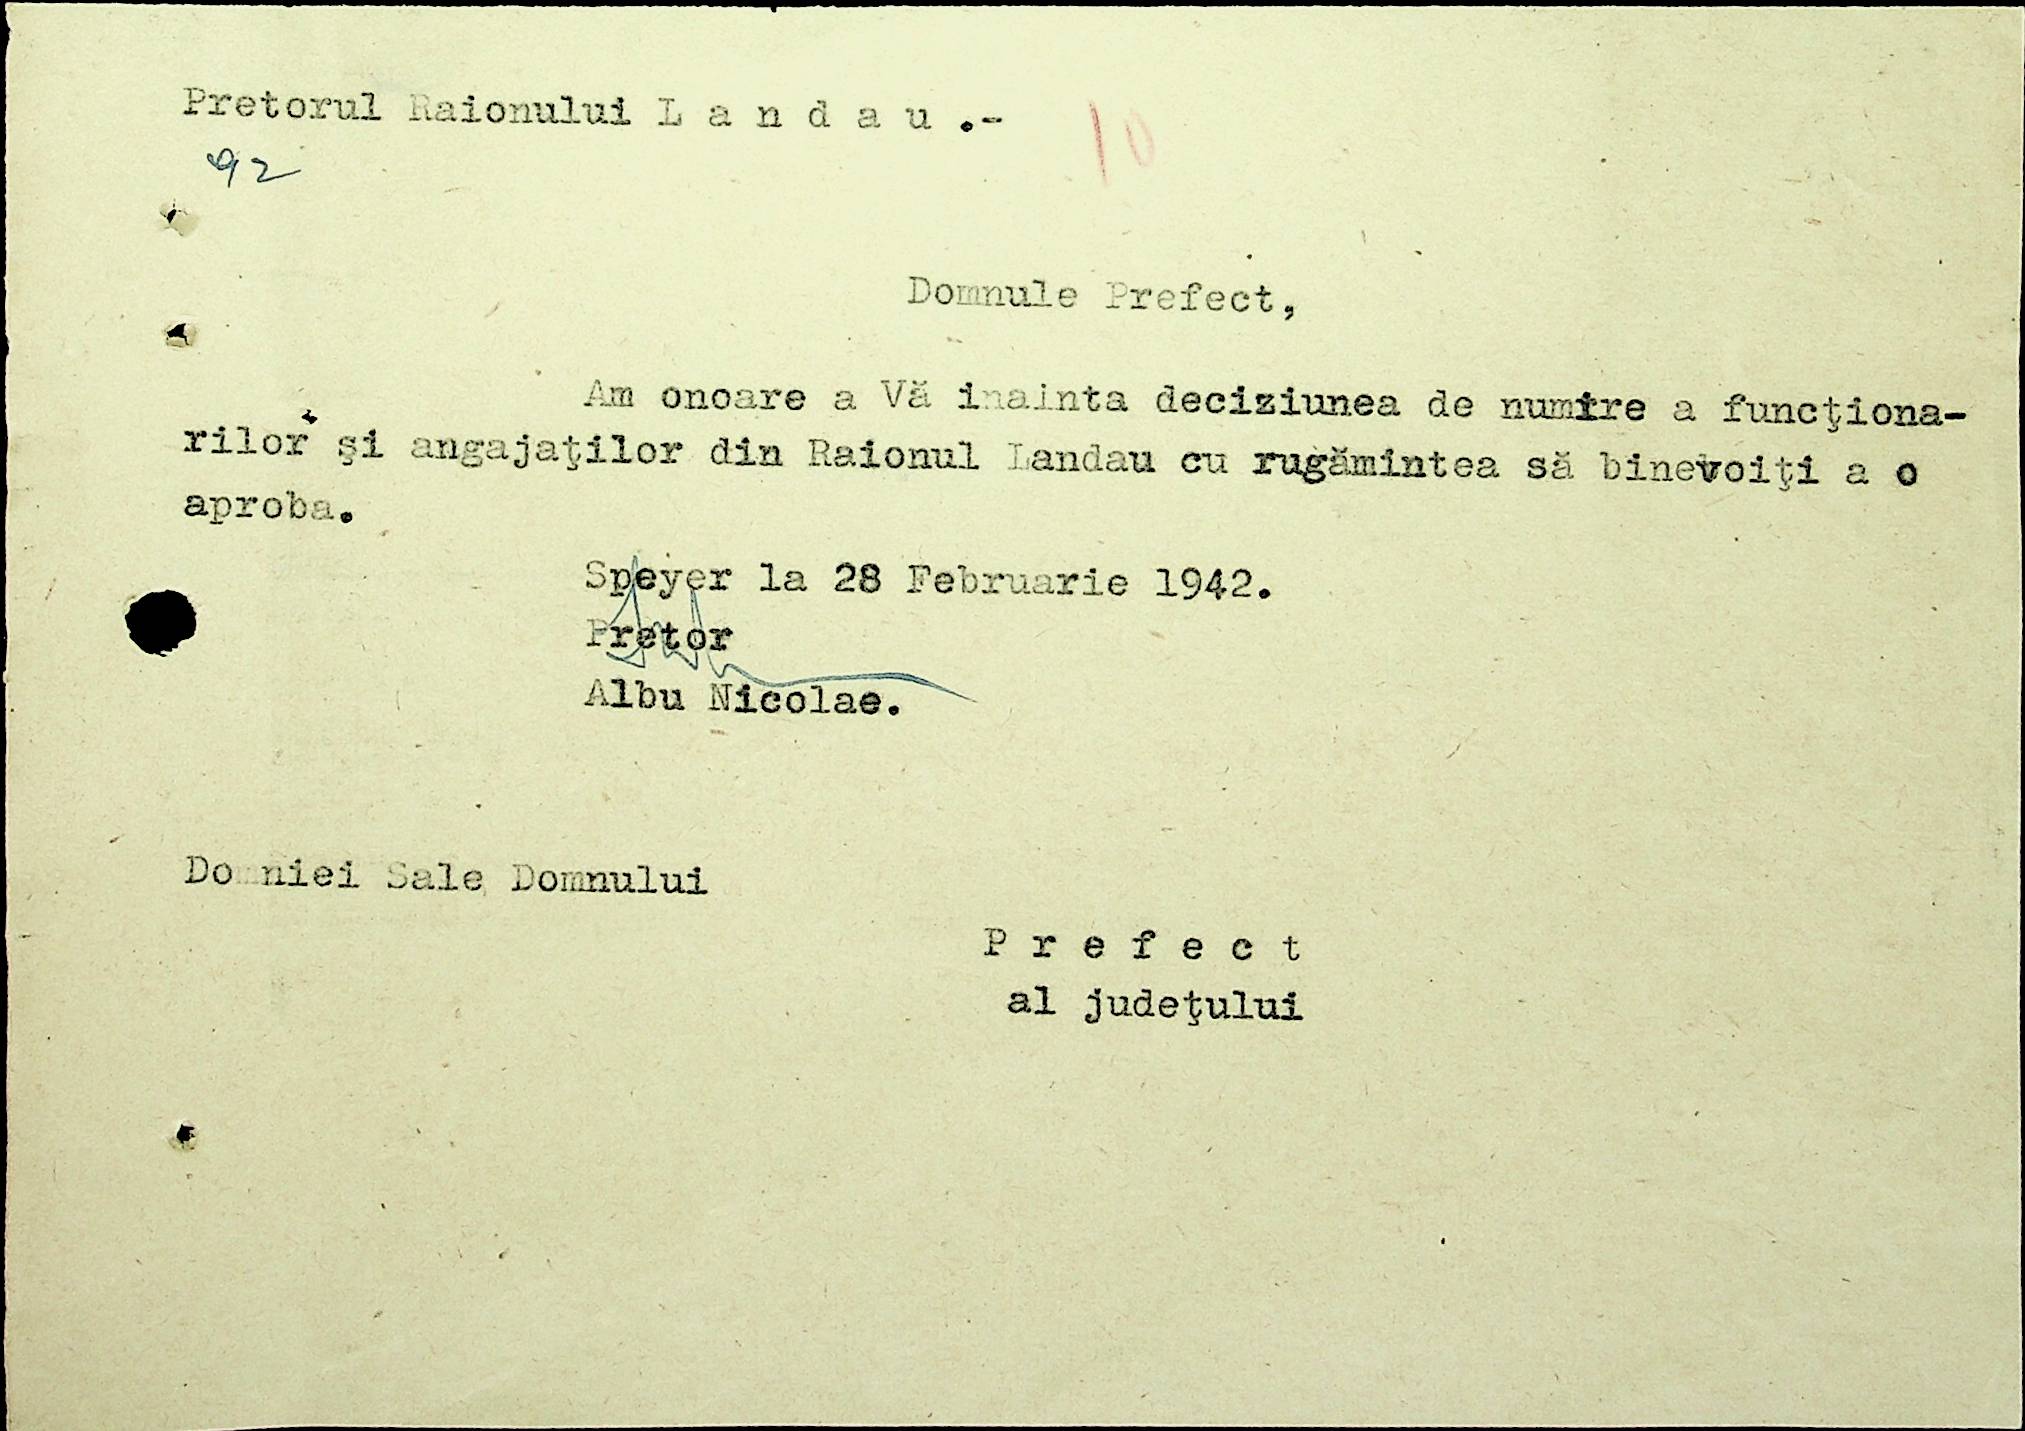 Pretorul Raionului L a n d a u .-
10
92
Domnule Prefect,
Am onoare a Vă inainta deciziunea de numire a funcţiona-
rilor şi angajaţilor din Raionul Landau cu rugămintea să binevoiţi a o
aproba.
Speyer la 28 Februarie 1942.
Pretor
Albu Nicolae.
Domniei Sale Domnului
P r e f e c t
al judeţului